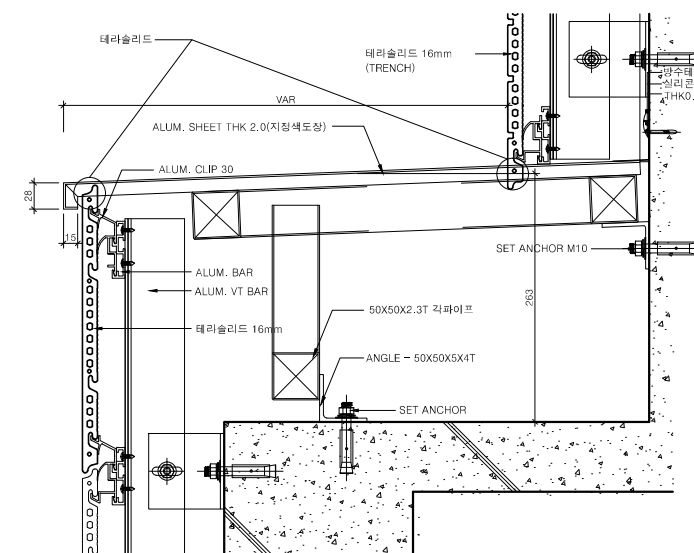 테라솔리드
테라솔리드 16mm
(TRENCH)
방수테
실리콘
THK0.
VAR
ALUM. SHEET THK 2.0(지정색도장)
ALUM. CLIP 30
28
15
SET ANCHOR M10
ALUM. BAR
ALUM. VT BAR
263
50X50X2.3T 각파이프
테라솔리드 16mm
ANGLE - 50X50X5X4T
SET ANCHOR